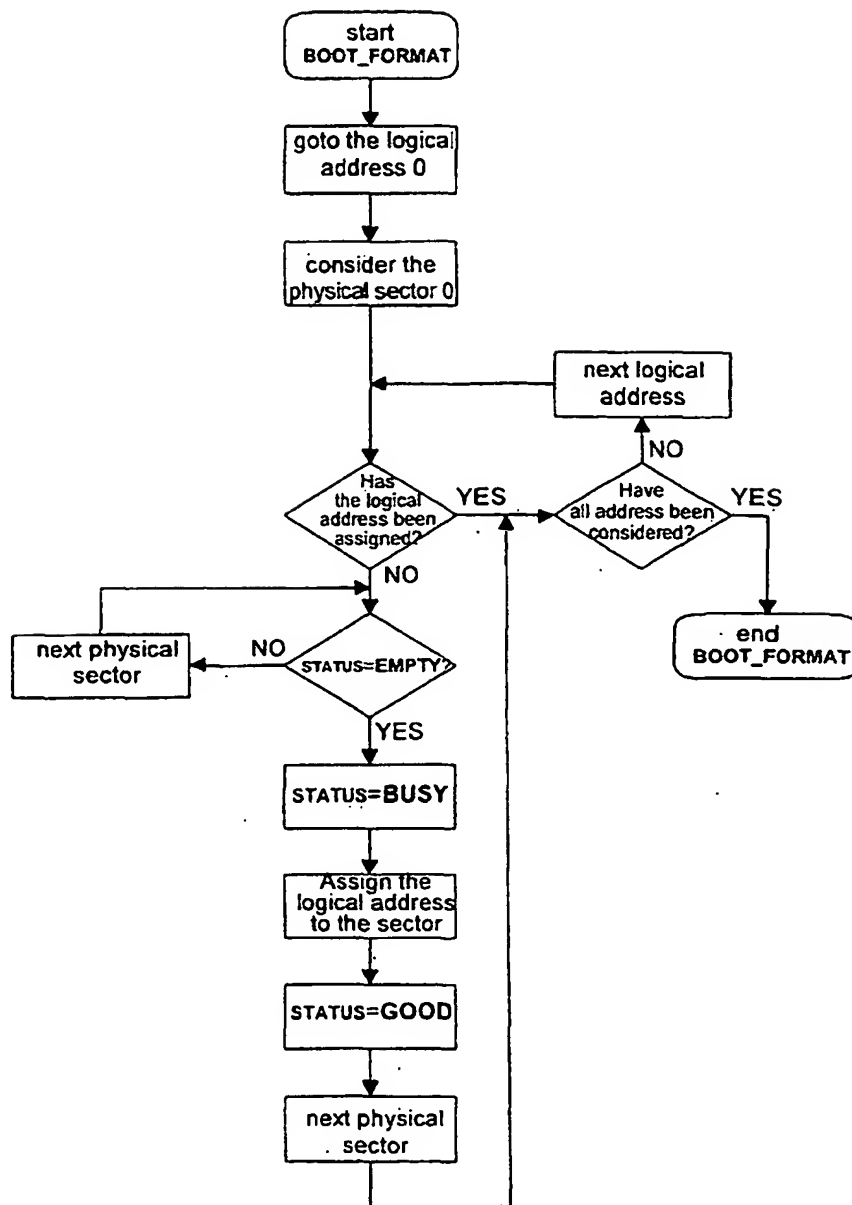 start
BOOT_FORMAT
goto the logical
address 0
consider the
physical sector 0
next logical
address
NO
Has
the logical
address been
assigned?
YES
Have
all address been
considered?
YES
NO
end
BOOT_FORMAT
next physical
sector
NO
STATUS=EMPTY?
YES
STATUS=BUSY
Assign the
logical address
to the sector
STATUS=GOOD
next physical
sector